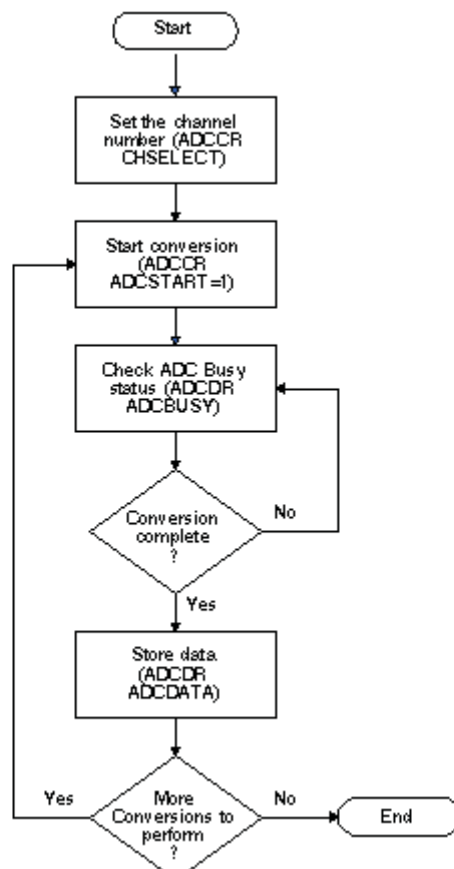 Start
Set the channel
number (ADCCR
CHSELECT)
Start conversion
(ADCCR
ADCSTART=1)
Check ADC Busy
status (ADCDR
ADCBUSY)
Conversion
complete
?
No
Yes
Store data
(ADCDR
ADCDATA)
More
Conversions to
perform
?
Yes
No
End